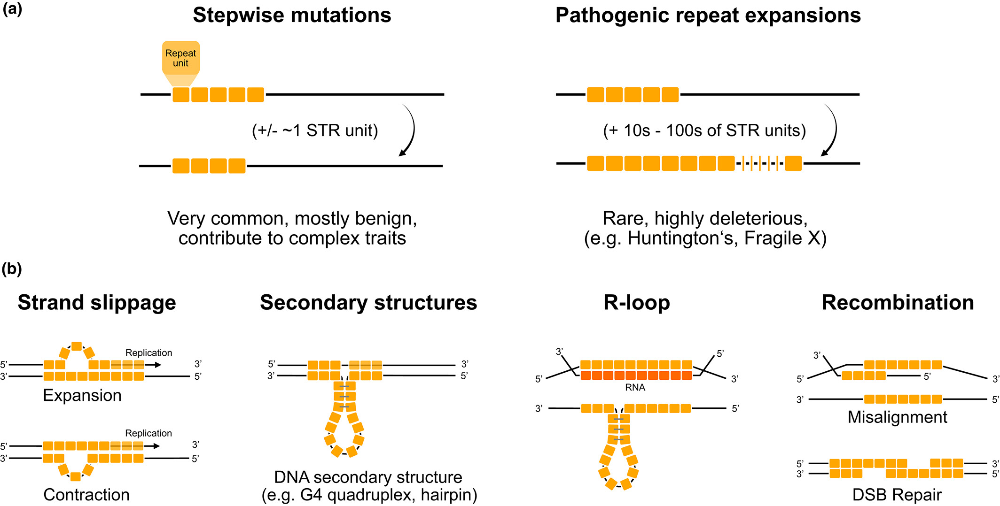 (a)
Stepwise mutations
Pathogenic repeat expansions
Repeat
unit
(+/- ~1 STR unit)
(+ 10s - 100s of STR units)
Very common, mostly benign,
contribute to complex traits
Rare, highly deleterious,
(e.g. Huntington‘s, Fragile X)
(b)
Strand slippage
Secondary structures
R-loop
Recombination
Replication
5’ 3’
3’ 5’
Expansion
Replication
5’ 3’
3’ 5’
Contraction
5’ 3’
3’ 5’
DNA secondary structure
(e.g. G4 quadruplex, hairpin)
3’ 5’
5’ 3’
RNA
3’ 5’
3’
5’ 5’ 3’
3’ 5’
Misalignment
5’ 3’
3’ 5’
DSB Repair